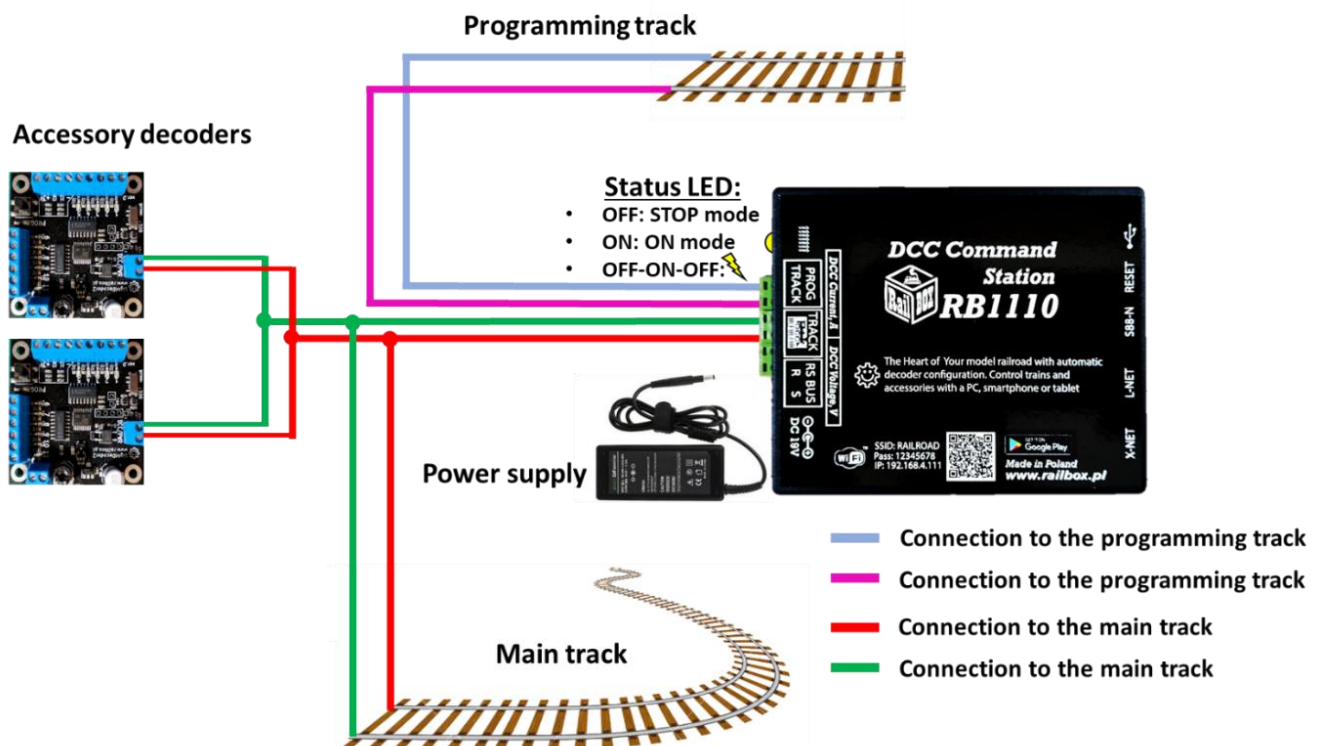 Programming track
Accessory decoders
Status LED:
• OFF: STOP mode
• ON: ON mode
• OFF-ON-OFF:
PROG
TRACK
TRACK
RS BUS
R S
DC 19V
DCC Current, A
DCC Voltage, V
DCC Command
Station
RailBOX
RB1110
The Heart of Your model railroad with automatic
decoder configuration. Control trains and
accessories with a PC, smartphone or tablet
WiFi
SSID: RAILROAD
Pass: 12345678
IP: 192.168.4.111
GET IT ON
Google Play
Made in Poland
www.railbox.pl
RESET
S88-N
L-NET
X-NET
Power supply
Main track
Connection to the programming track
Connection to the programming track
Connection to the main track
Connection to the main track